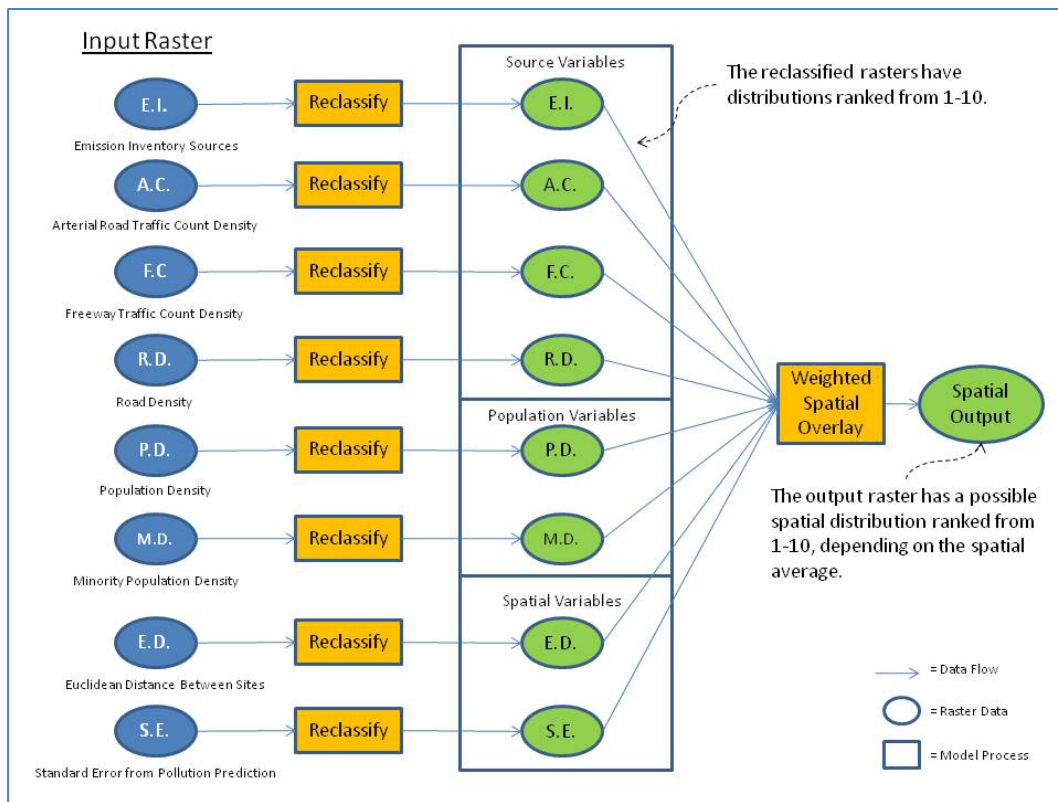 Input Raster
Source Variables
The reclassified rasters have
distributions ranked from 1-10.
E.I.
Reclassify
E.I.
Emission Inventory Sources
A.C.
Reclassify
A.C.
Arterial Road Traffic Count Density
F.C
Reclassify
F.C.
Freeway Traffic Count Density
R.D.
Reclassify
R.D.
Road Density
Weighted
Spatial
Overlay
Spatial
Output
Population Variables
P.D.
Reclassify
P.D.
Population Density
The output raster has a possible
spatial distribution ranked from
1-10, depending on the spatial
average.
M.D.
Reclassify
M.D.
Minority Population Density
Spatial Variables
E.D.
Reclassify
E.D.
Euclidean Distance Between Sites
S.E.
Reclassify
S.E.
Standard Error from Pollution Prediction
= Data Flow
= Raster Data
= Model Process